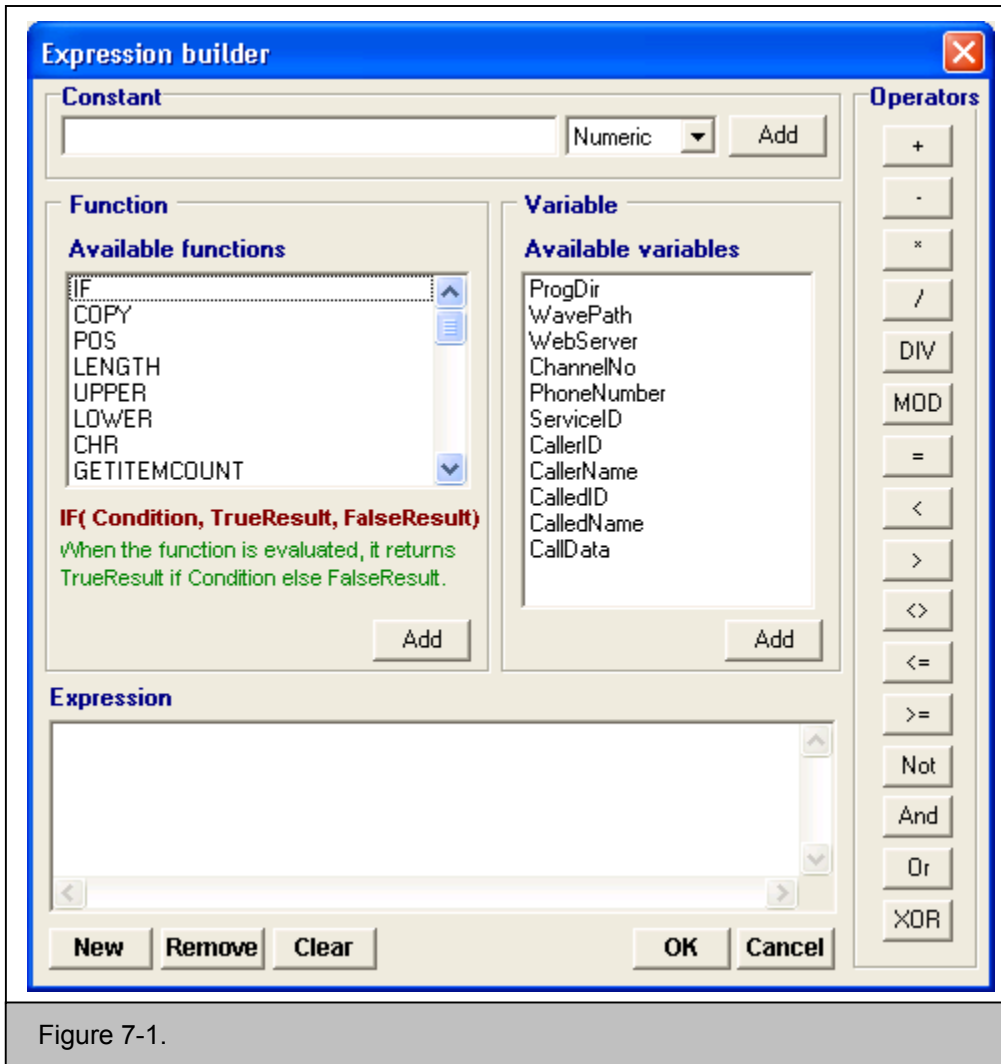 Expression builder
Constant
Numeric
Add
Function
Available functions
IF
COPY
POS
LENGTH
UPPER
LOWER
CHR
GETITEMCOUNT
IF( Condition, TrueResult, FalseResult)
When the function is evaluated, it returns
TrueResult if Condition else FalseResult.
Add
Variable
Available variables
ProgDir
WavePath
WebServer
ChannelNo
PhoneNumber
ServiceID
CallerID
CallerName
CalledID
CalledName
CallData
Add
Operators
+
-
*
/
DIV
MOD
=
<
>
<>
<=
>=
Not
And
Or
XOR
Expression
New
Remove
Clear
OK
Cancel
Figure 7-1.